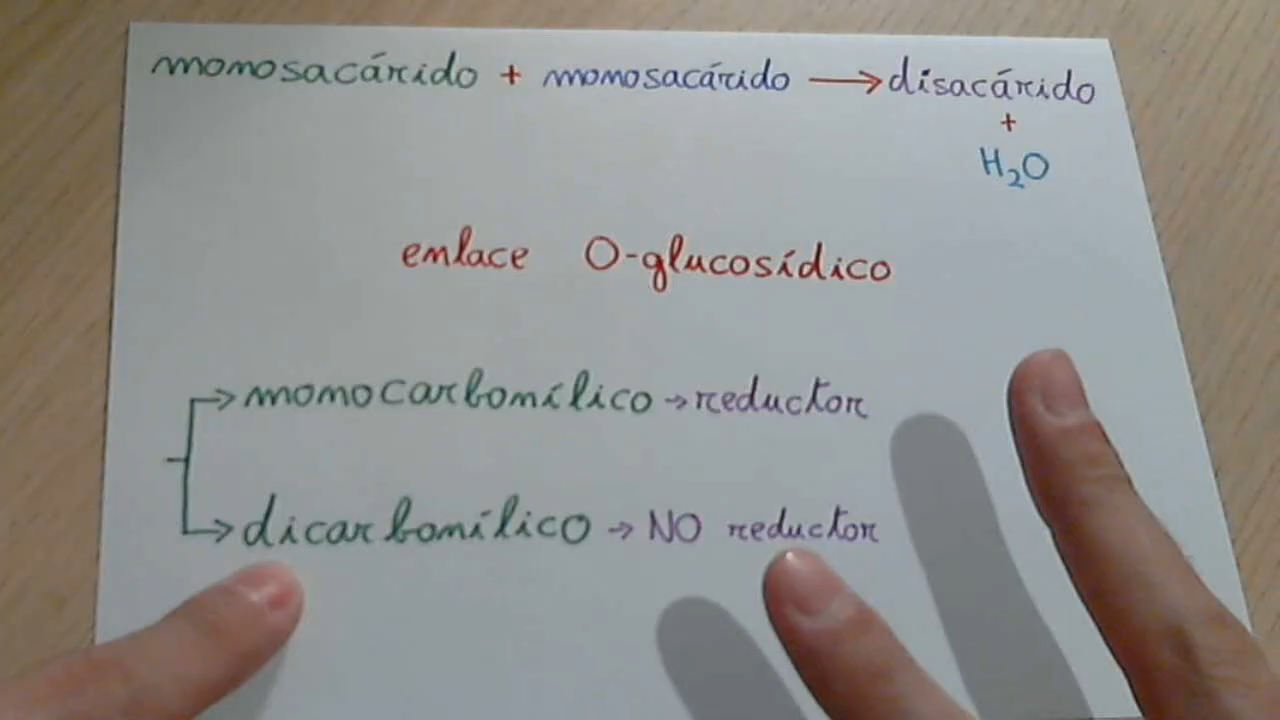 monosacárido + monosacárido → disacárido
+
H₂O
enlace O-glucosídico
→ monocarbonílico → reductor
→ dicarbonílico → NO reductor